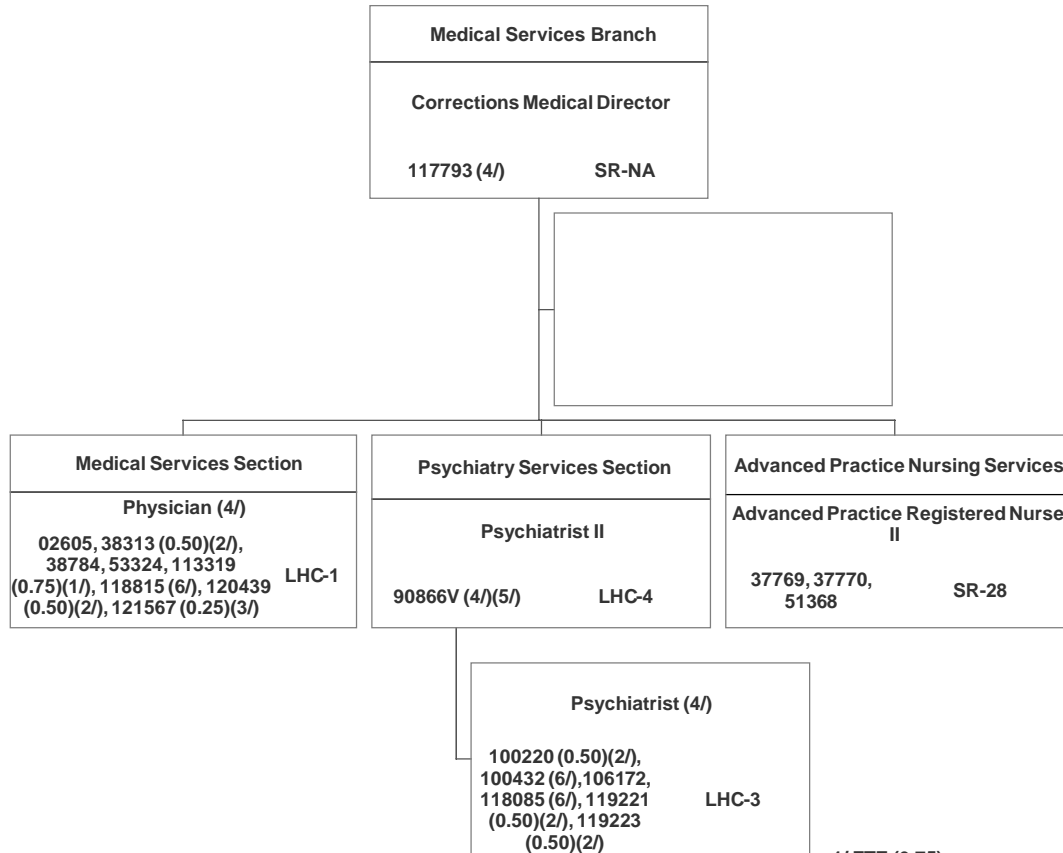 Medical Services Branch
Corrections Medical Director
117793 (4/) SR-NA
Medical Services Section
Physician (4/)
02605, 38313 (0.50)(2/),
38784, 53324, 113319
(0.75)(1/), 118815 (6/), 120439
(0.50)(2/), 121567 (0.25)(3/)
LHC-1
Psychiatry Services Section
Psychiatrist II
90866V (4/)(5/) LHC-4
Advanced Practice Nursing Services
Advanced Practice Registered Nurse
II
37769, 37770,
51368
SR-28
Psychiatrist (4/)
100220 (0.50)(2/),
100432 (6/),106172,
118085 (6/), 119221
(0.50)(2/), 119223
(0.50)(2/)
LHC-3